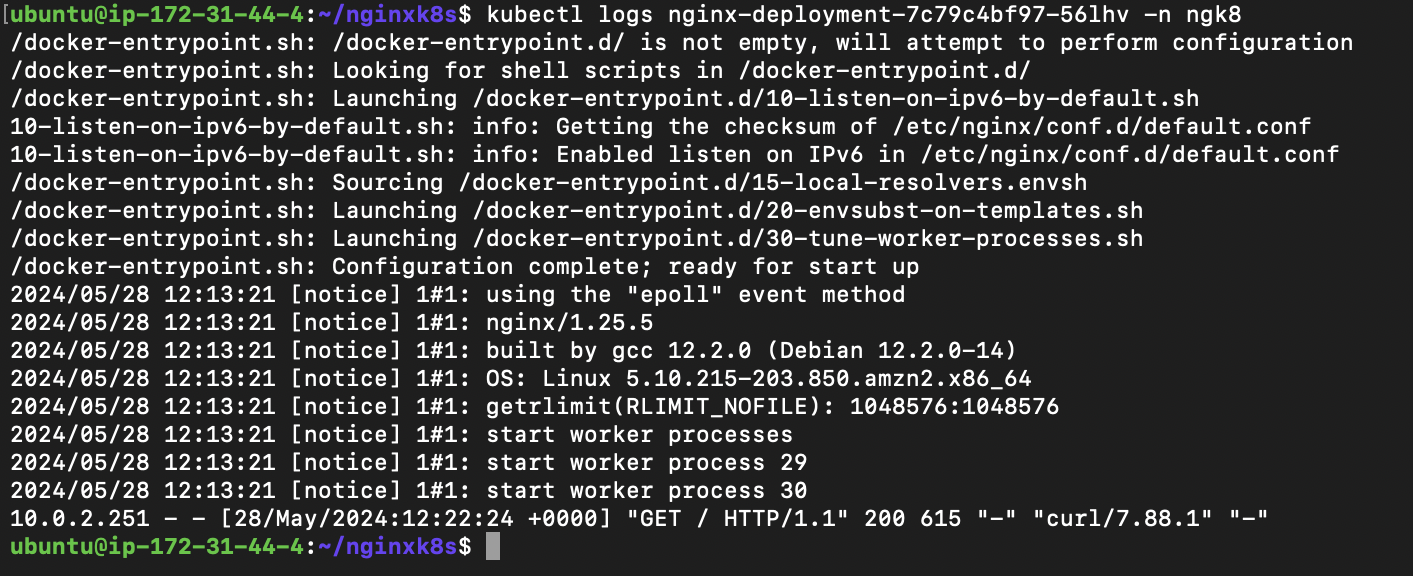 [ubuntu@ip-172-31-44-4:~/nginxk8s$ kubectl logs nginx-deployment-7c79c4bf97-56lhv -n ngk8
/docker-entrypoint.sh: /docker-entrypoint.d/ is not empty, will attempt to perform configuration
/docker-entrypoint.sh: Looking for shell scripts in /docker-entrypoint.d/
/docker-entrypoint.sh: Launching /docker-entrypoint.d/10-listen-on-ipv6-by-default.sh
10-listen-on-ipv6-by-default.sh: info: Getting the checksum of /etc/nginx/conf.d/default.conf
10-listen-on-ipv6-by-default.sh: info: Enabled listen on IPv6 in /etc/nginx/conf.d/default.conf
/docker-entrypoint.sh: Sourcing /docker-entrypoint.d/15-local-resolvers.envsh
/docker-entrypoint.sh: Launching /docker-entrypoint.d/20-envsubst-on-templates.sh
/docker-entrypoint.sh: Launching /docker-entrypoint.d/30-tune-worker-processes.sh
/docker-entrypoint.sh: Configuration complete; ready for start up
2024/05/28 12:13:21 [notice] 1#1: using the "epoll" event method
2024/05/28 12:13:21 [notice] 1#1: nginx/1.25.5
2024/05/28 12:13:21 [notice] 1#1: built by gcc 12.2.0 (Debian 12.2.0-14)
2024/05/28 12:13:21 [notice] 1#1: OS: Linux 5.10.215-203.850.amzn2.x86_64
2024/05/28 12:13:21 [notice] 1#1: getrlimit(RLIMIT_NOFILE): 1048576:1048576
2024/05/28 12:13:21 [notice] 1#1: start worker processes
2024/05/28 12:13:21 [notice] 1#1: start worker process 29
2024/05/28 12:13:21 [notice] 1#1: start worker process 30
10.0.2.251 - - [28/May/2024:12:22:24 +0000] "GET / HTTP/1.1" 200 615 "-" "curl/7.88.1" "-"
ubuntu@ip-172-31-44-4:~/nginxk8s$